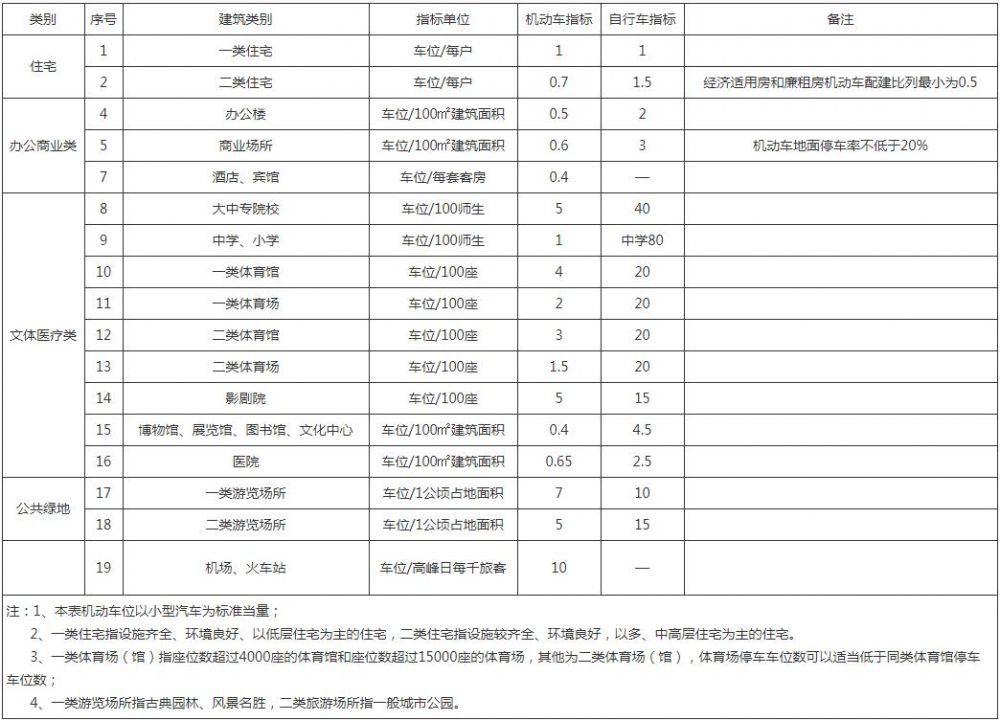 类别 序号 建筑类别 指标单位 机动车指标 自行车指标 备注
住宅 1 一类住宅 车位/每户 1 1
2 二类住宅 车位/每户 0.7 1.5 经济适用房和廉租房机动车配建比列最小为0.5
办公商业类 4 办公楼 车位/100㎡建筑面积 0.5 2
5 商业场所 车位/100㎡建筑面积 0.6 3 机动车地面停车率不低于20%
7 酒店、宾馆 车位/每套客房 0.4 —
文体医疗类 8 大中专院校 车位/100师生 5 40
9 中学、小学 车位/100师生 1 中学80
10 一类体育馆 车位/100座 4 20
11 一类体育场 车位/100座 2 20
12 二类体育馆 车位/100座 3 20
13 二类体育场 车位/100座 1.5 20
14 影剧院 车位/100座 5 15
15 博物馆、展览馆、图书馆、文化中心 车位/100㎡建筑面积 0.4 4.5
16 医院 车位/100㎡建筑面积 0.65 2.5
公共绿地 17 一类游览场所 车位/1公顷占地面积 7 10
18 二类游览场所 车位/1公顷占地面积 5 15
19 机场、火车站 车位/高峰日每千旅客 10 —
注：1、本表机动车位以小型汽车为标准当量；
2、一类住宅指设施齐全、环境良好、以低层住宅为主的住宅，二类住宅指设施较齐全、环境良好，以多、中高层住宅为主的住宅。
3、一类体育场（馆）指座位数超过4000座的体育馆和座位数超过15000座的体育场，其他为二类体育场（馆），体育场停车车位数可以适当低于同类体育馆停车
车位数；
4、一类游览场所指古典园林、风景名胜，二类旅游场所指一般城市公园。